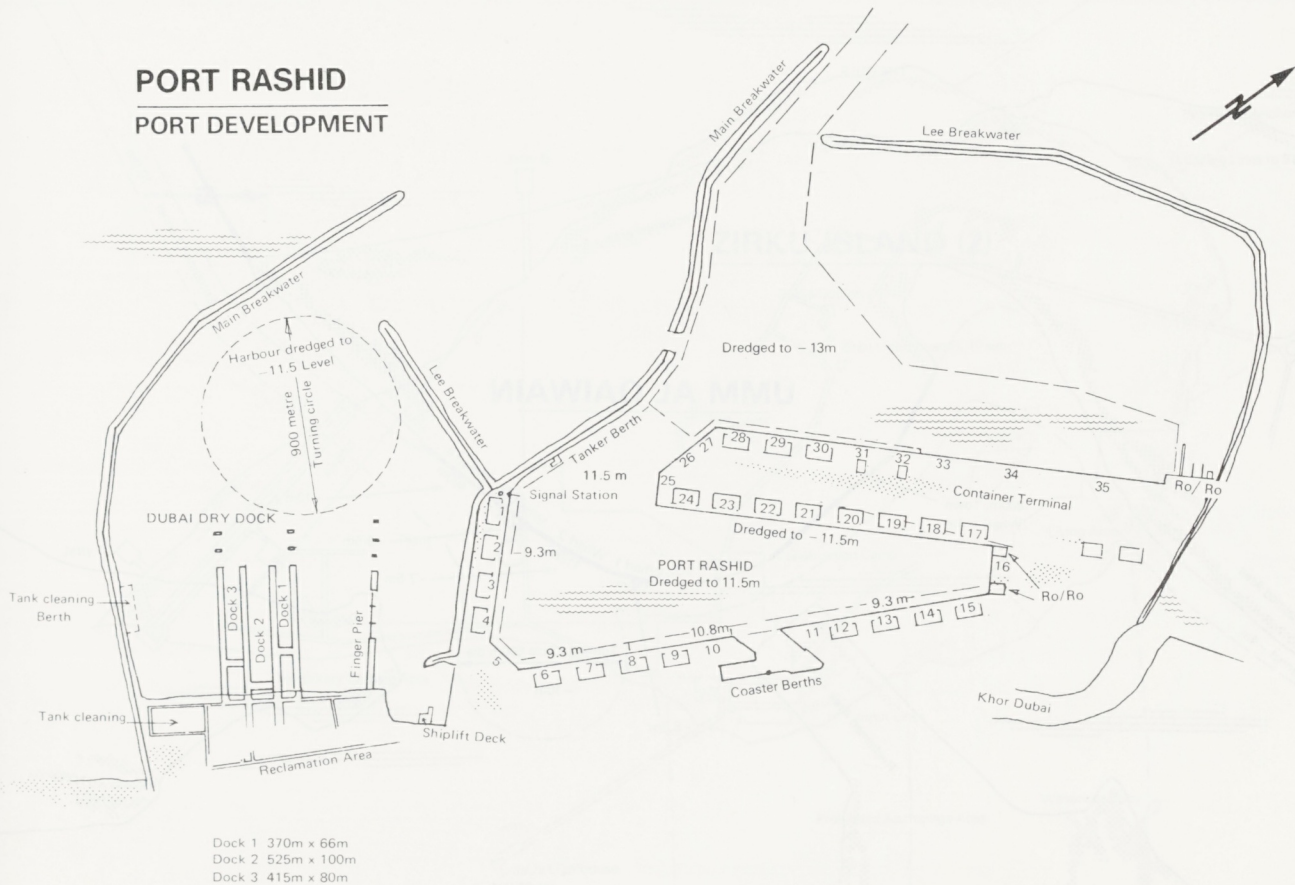 PORT RASHID
PORT DEVELOPMENT
N
Main Breakwater
Lee Breakwater
Main Breakwater
Harbour dredged to
-11.5 Level
900 metre
Turning circle
Lee Breakwater
Dredged to - 13m
Tanker Berth
11.5 m
Signal Station
27
28
29
30
31
32
33
34
35
26
25
Container Terminal
Ro/ Ro
24
23
22
21
20
19
18
17
Dredged to - 11.5m
DUBAI DRY DOCK
1
2
3
4
5
- 9.3m
PORT RASHID
Dredged to 11.5m
16
Ro/Ro
Tank cleaning
Berth
Dock 3
Dock 2
Dock 1
Finger Pier
9.3 m
10.8m
9.3 m
6
7
8
9
10
11
12
13
14
15
Coaster Berths
Khor Dubai
Tank cleaning
Shiplift Deck
Reclamation Area
Dock 1 370m x 66m
Dock 2 525m x 100m
Dock 3 415m x 80m
UMM AL QAIWAIN